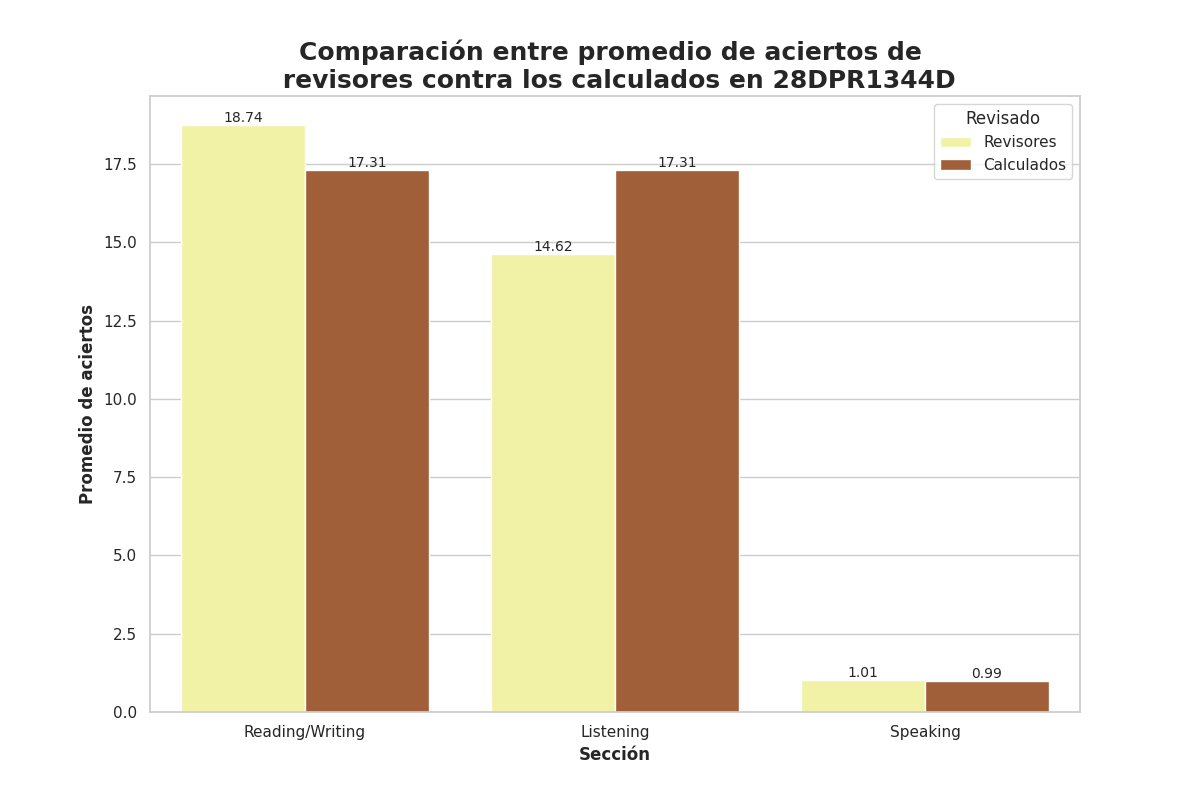 Comparación entre promedio de aciertos de
revisores contra los calculados en 28DPR1344D
Revisado
Revisores
Calculados
18.74
17.31
14.62
17.31
1.01
0.99
Promedio de aciertos
17.5
15.0
12.5
10.0
7.5
5.0
2.5
0.0
Reading/Writing
Listening
Speaking
Sección